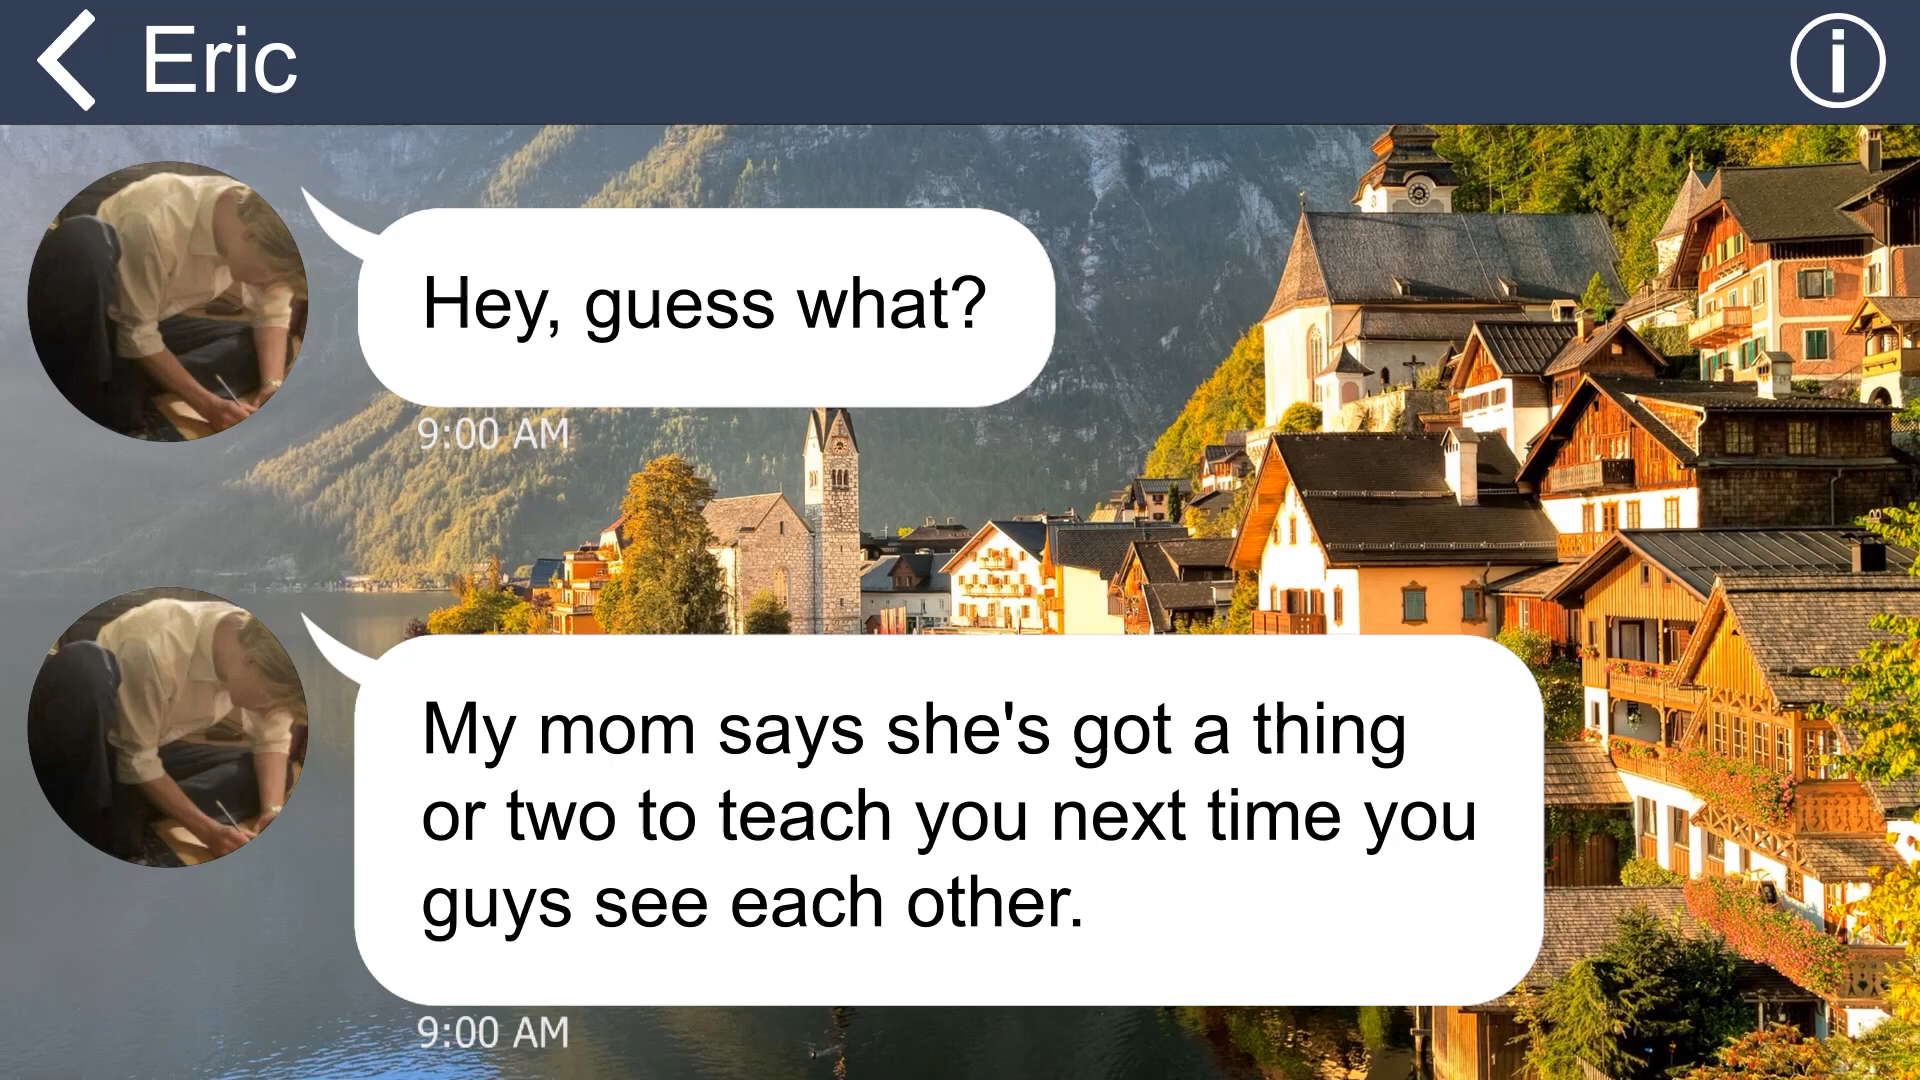 Eric
Hey, guess what?
9:00 AM
My mom says she's got a thing
or two to teach you next time you
guys see each other.
9:00 AM